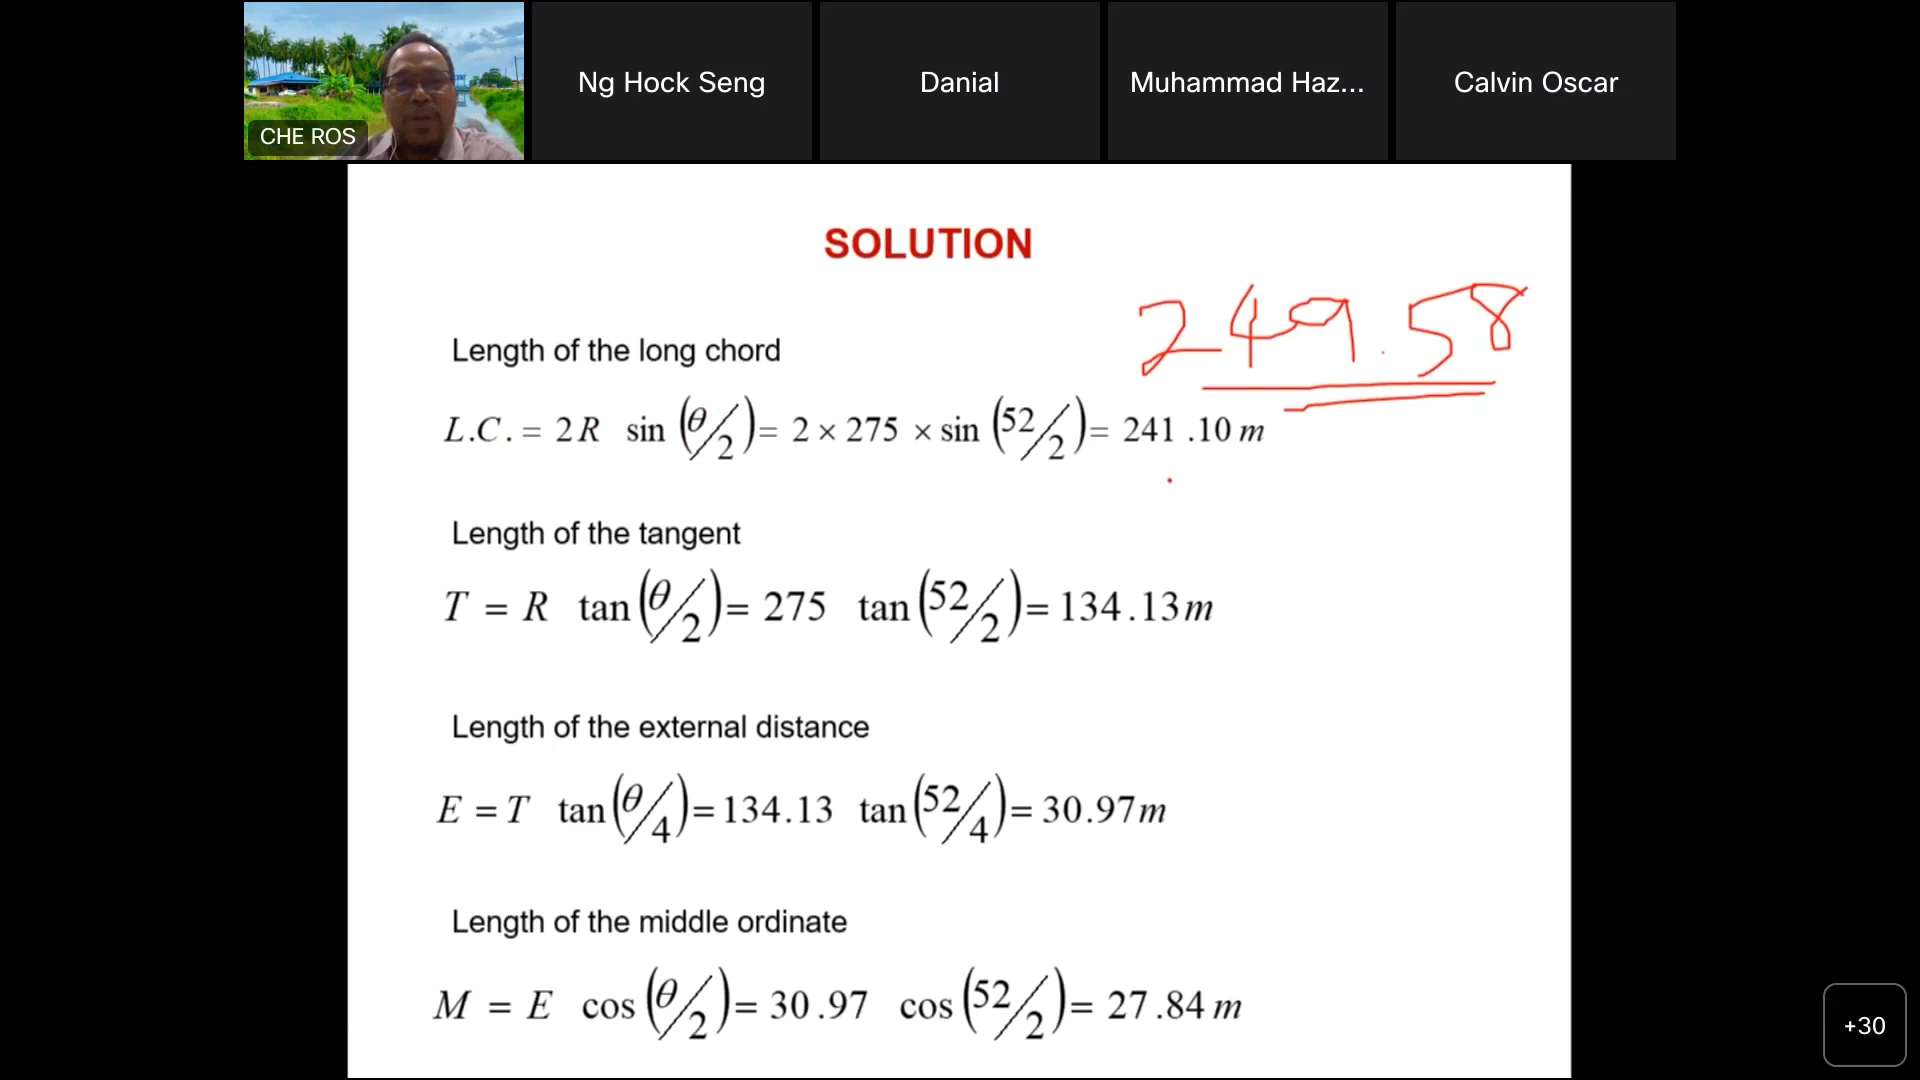 CHE ROS
Ng Hock Seng
Danial
Muhammad Haz...
Calvin Oscar
SOLUTION
249.58
Length of the long chord
L.C. = 2R sin (θ/2) = 2 × 275 × sin (52/2) = 241.10 m
Length of the tangent
T = R tan (θ/2) = 275 tan (52/2) = 134.13 m
Length of the external distance
E = T tan (θ/4) = 134.13 tan (52/4) = 30.97 m
Length of the middle ordinate
M = E cos (θ/2) = 30.97 cos (52/2) = 27.84 m
+30